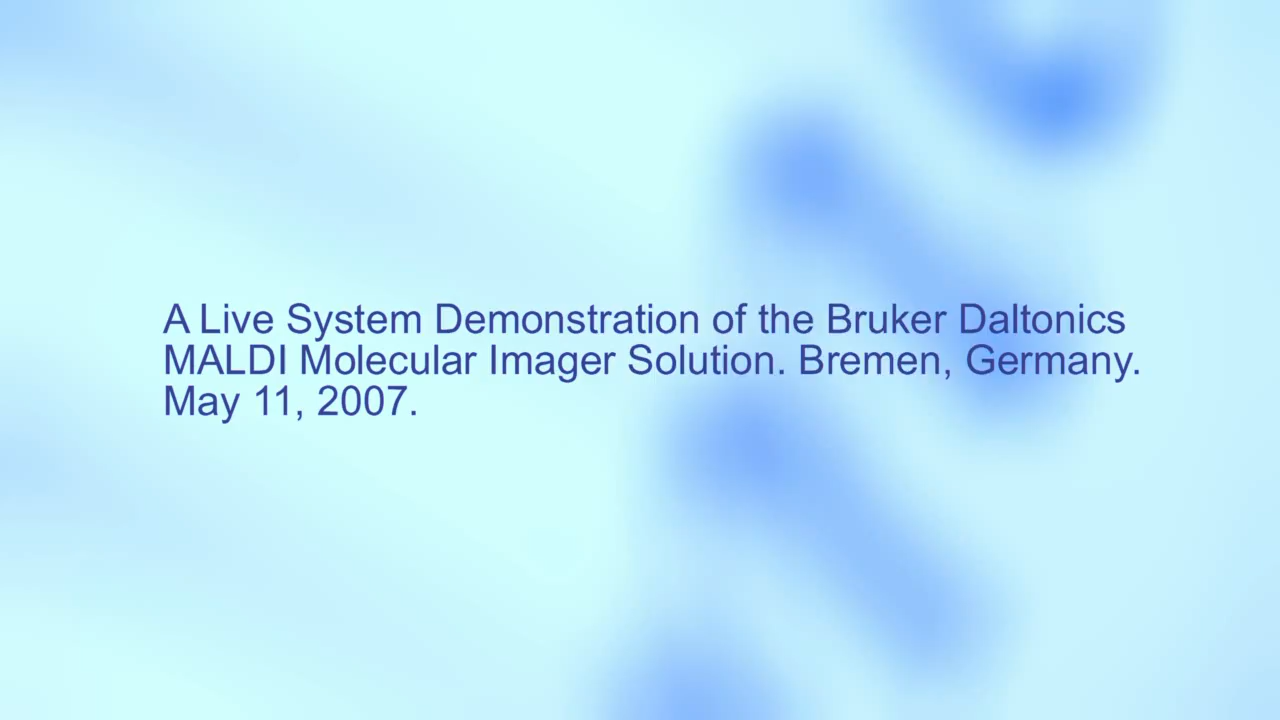 A Live System Demonstration of the Bruker Daltonics
MALDI Molecular Imager Solution. Bremen, Germany.
May 11, 2007.